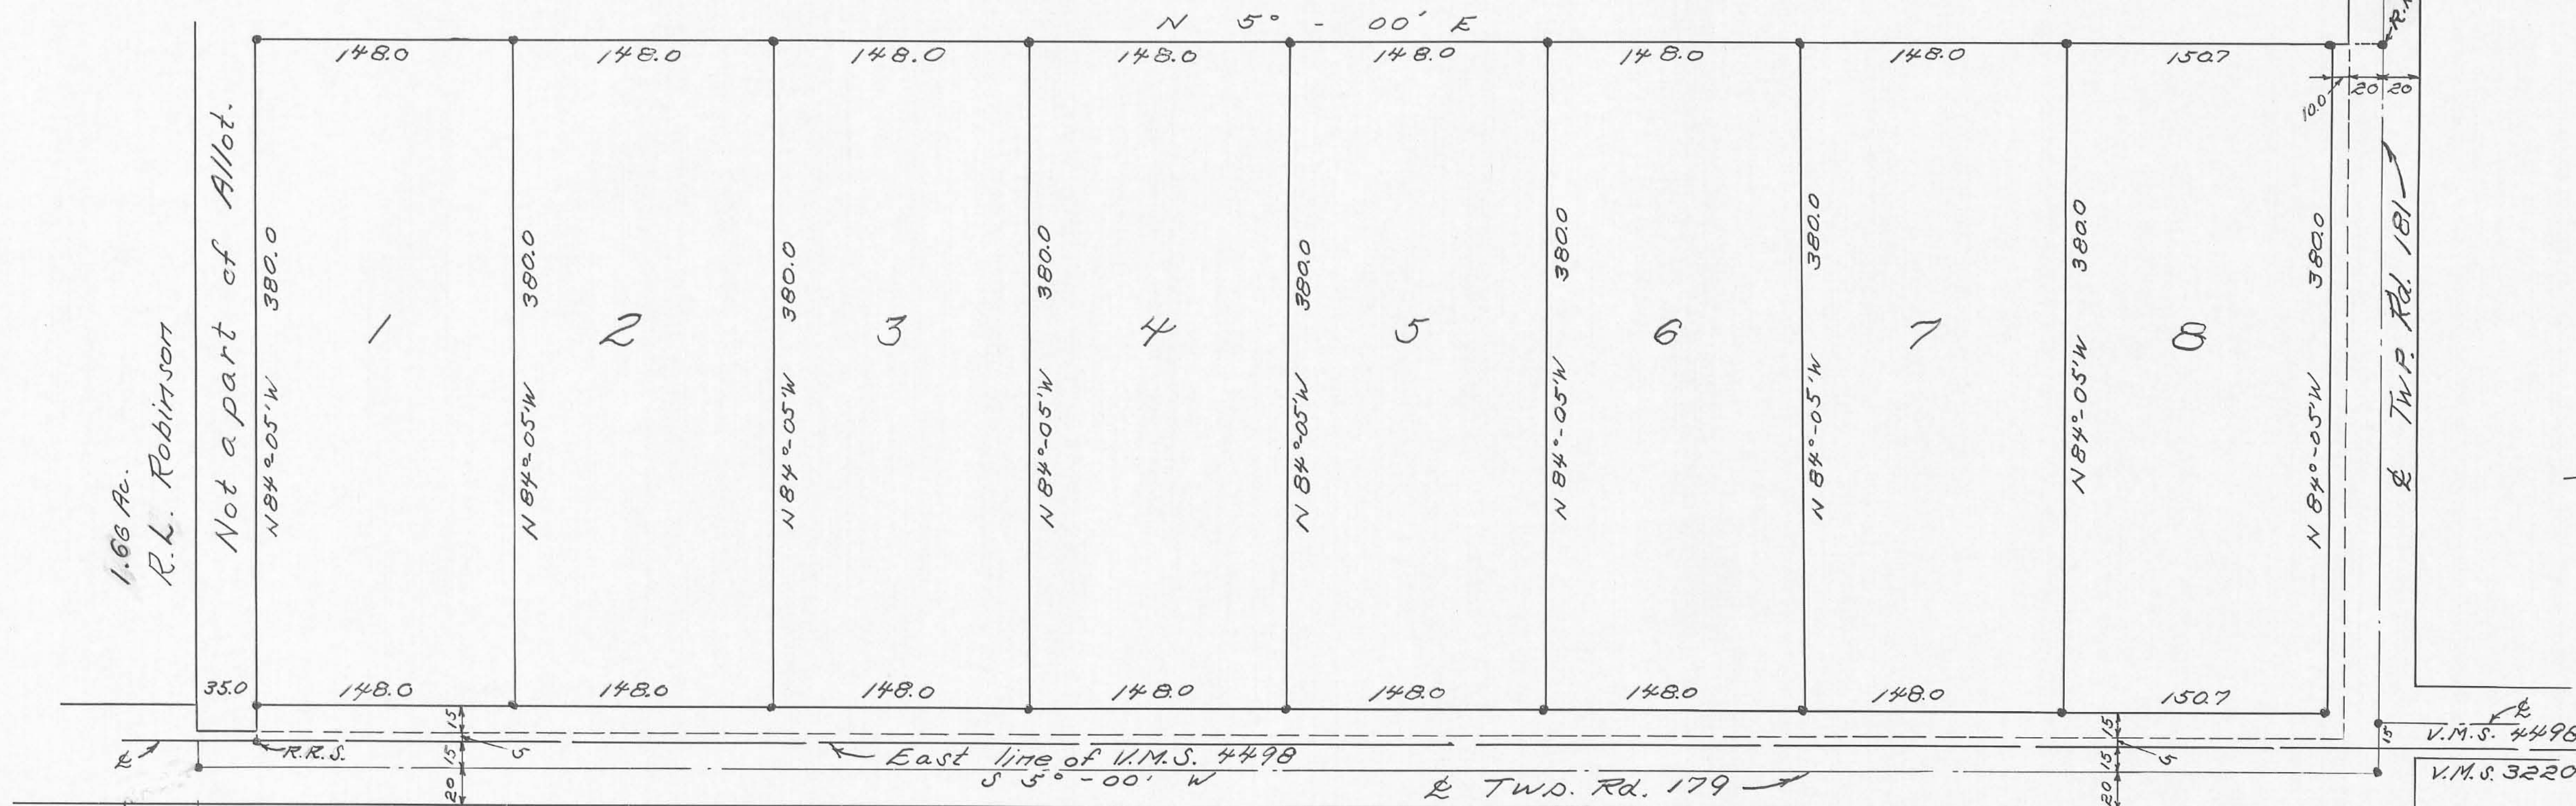 N 5° - 00' E
148.0 148.0 148.0 148.0 148.0 148.0 148.0 150.7
10.0 20 20
1.66 Ac.
R.L. Robinson
Not a part of Allot.
N 84°-05'W 380.0
1
N 84°-05'W 380.0
2
N 84°-05'W 380.0
3
N 84°-05'W 380.0
4
N 84°-05'W 380.0
5
N 84°-05'W 380.0
6
N 84°-05'W 380.0
7
N 84°-05'W 380.0
8
N 84°-05'W 380.0
℄ TWP. Rd. 181
35.0 148.0 148.0 148.0 148.0 148.0 148.0 148.0 150.7
15 15
℄ R.R.S. 15 5 East line of V.M.S. 4498 15 5 15 ℄ V.M.S. 4498
S 5° - 00' W
20 ℄ TWP. Rd. 179 20 V.M.S. 3220